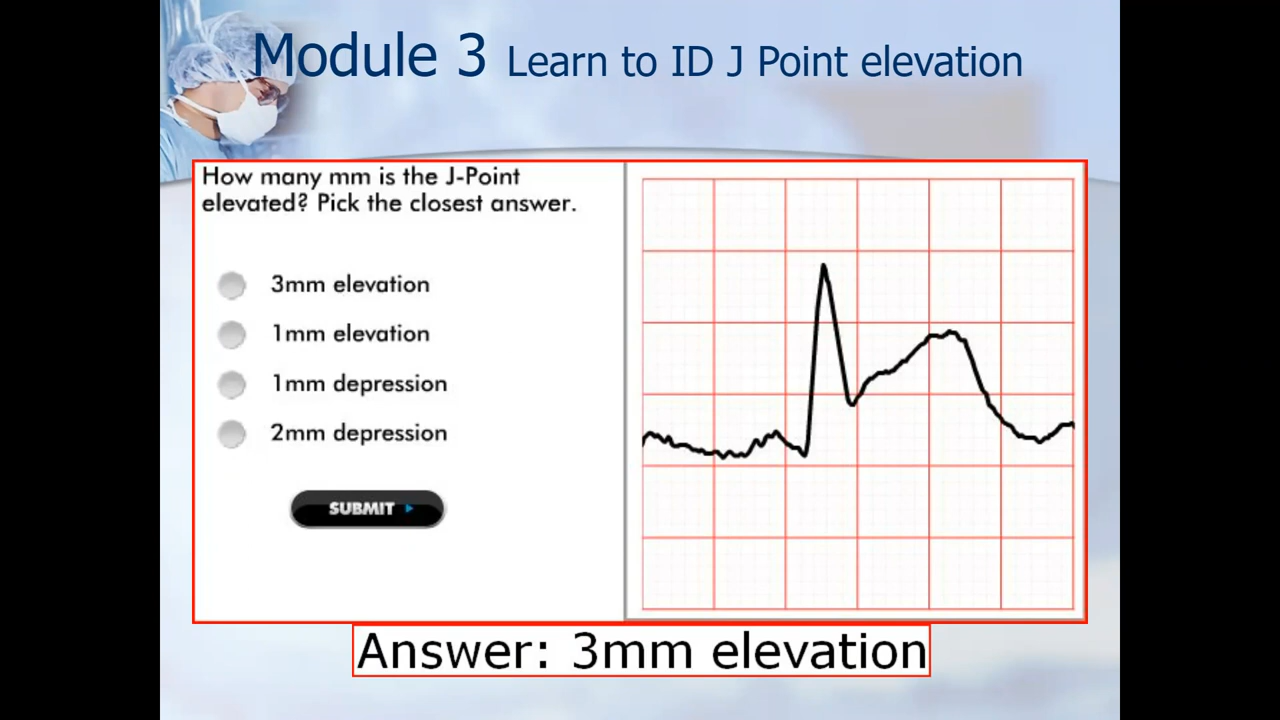 Module 3 Learn to ID J Point elevation
How many mm is the J-Point
elevated? Pick the closest answer.
3mm elevation
1mm elevation
1mm depression
2mm depression
SUBMIT
Answer: 3mm elevation